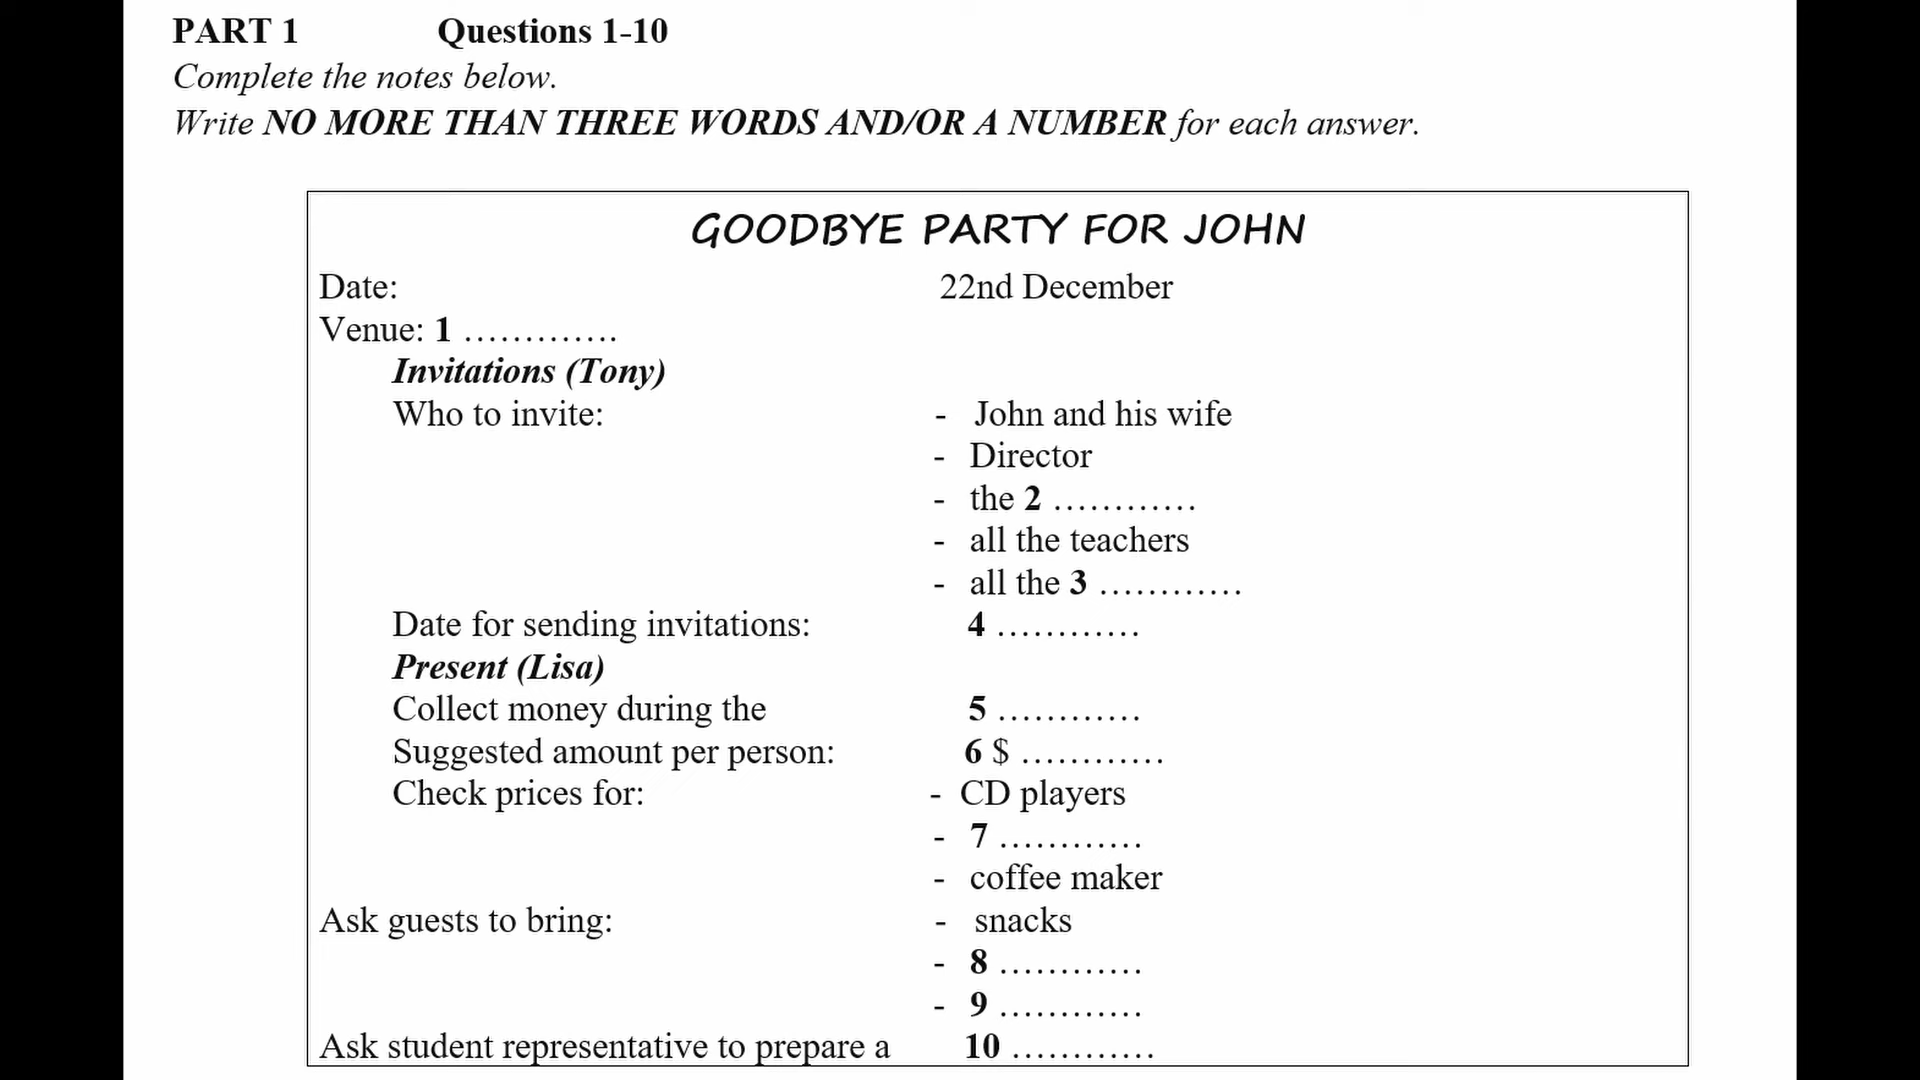 PART 1 Questions 1-10
Complete the notes below.
Write NO MORE THAN THREE WORDS AND/OR A NUMBER for each answer.
GOODBYE PARTY FOR JOHN
Date: 22nd December
Venue: 1 .............
Invitations (Tony)
Who to invite: - John and his wife
- Director
- the 2 ............
- all the teachers
- all the 3 ............
Date for sending invitations: 4 ............
Present (Lisa)
Collect money during the 5 ............
Suggested amount per person: 6 $ ............
Check prices for: - CD players
- 7 ............
- coffee maker
Ask guests to bring: - snacks
- 8 ............
- 9 ............
Ask student representative to prepare a 10 ............